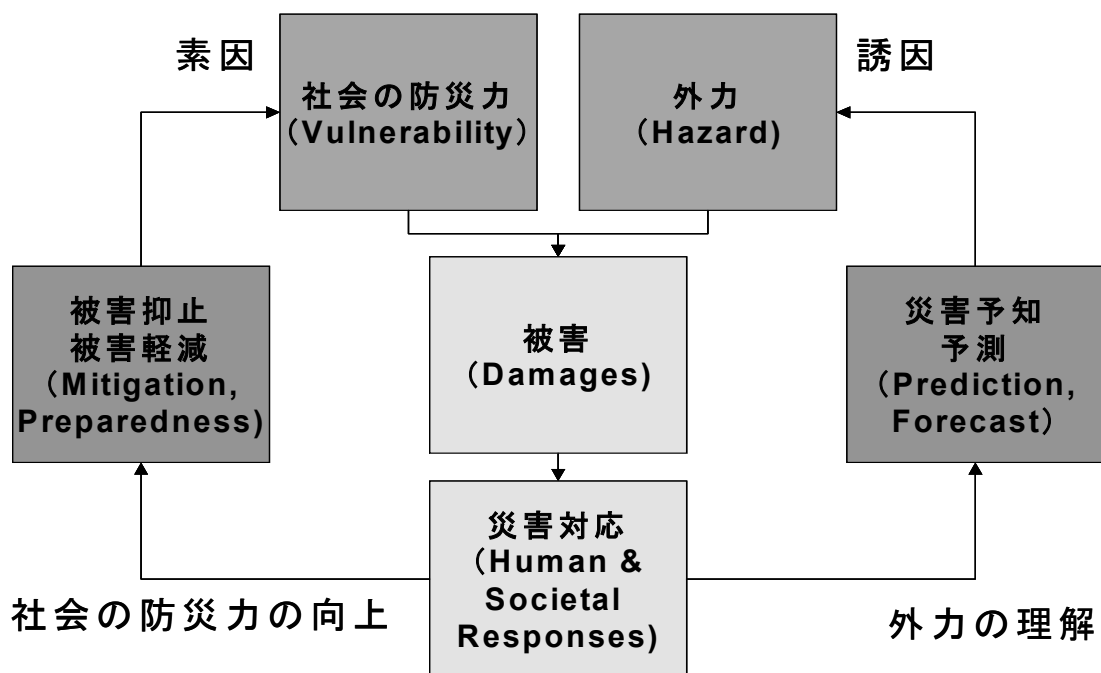 素因
誘因
社会の防災力
（Vulnerability）
外力
（Hazard)
被害抑止
被害軽減
（Mitigation,
Preparedness)
被害
（Damages)
災害予知
予測
（Prediction,
Forecast）
災害対応
（Human &
Societal
Responses)
社会の防災力の向上
外力の理解